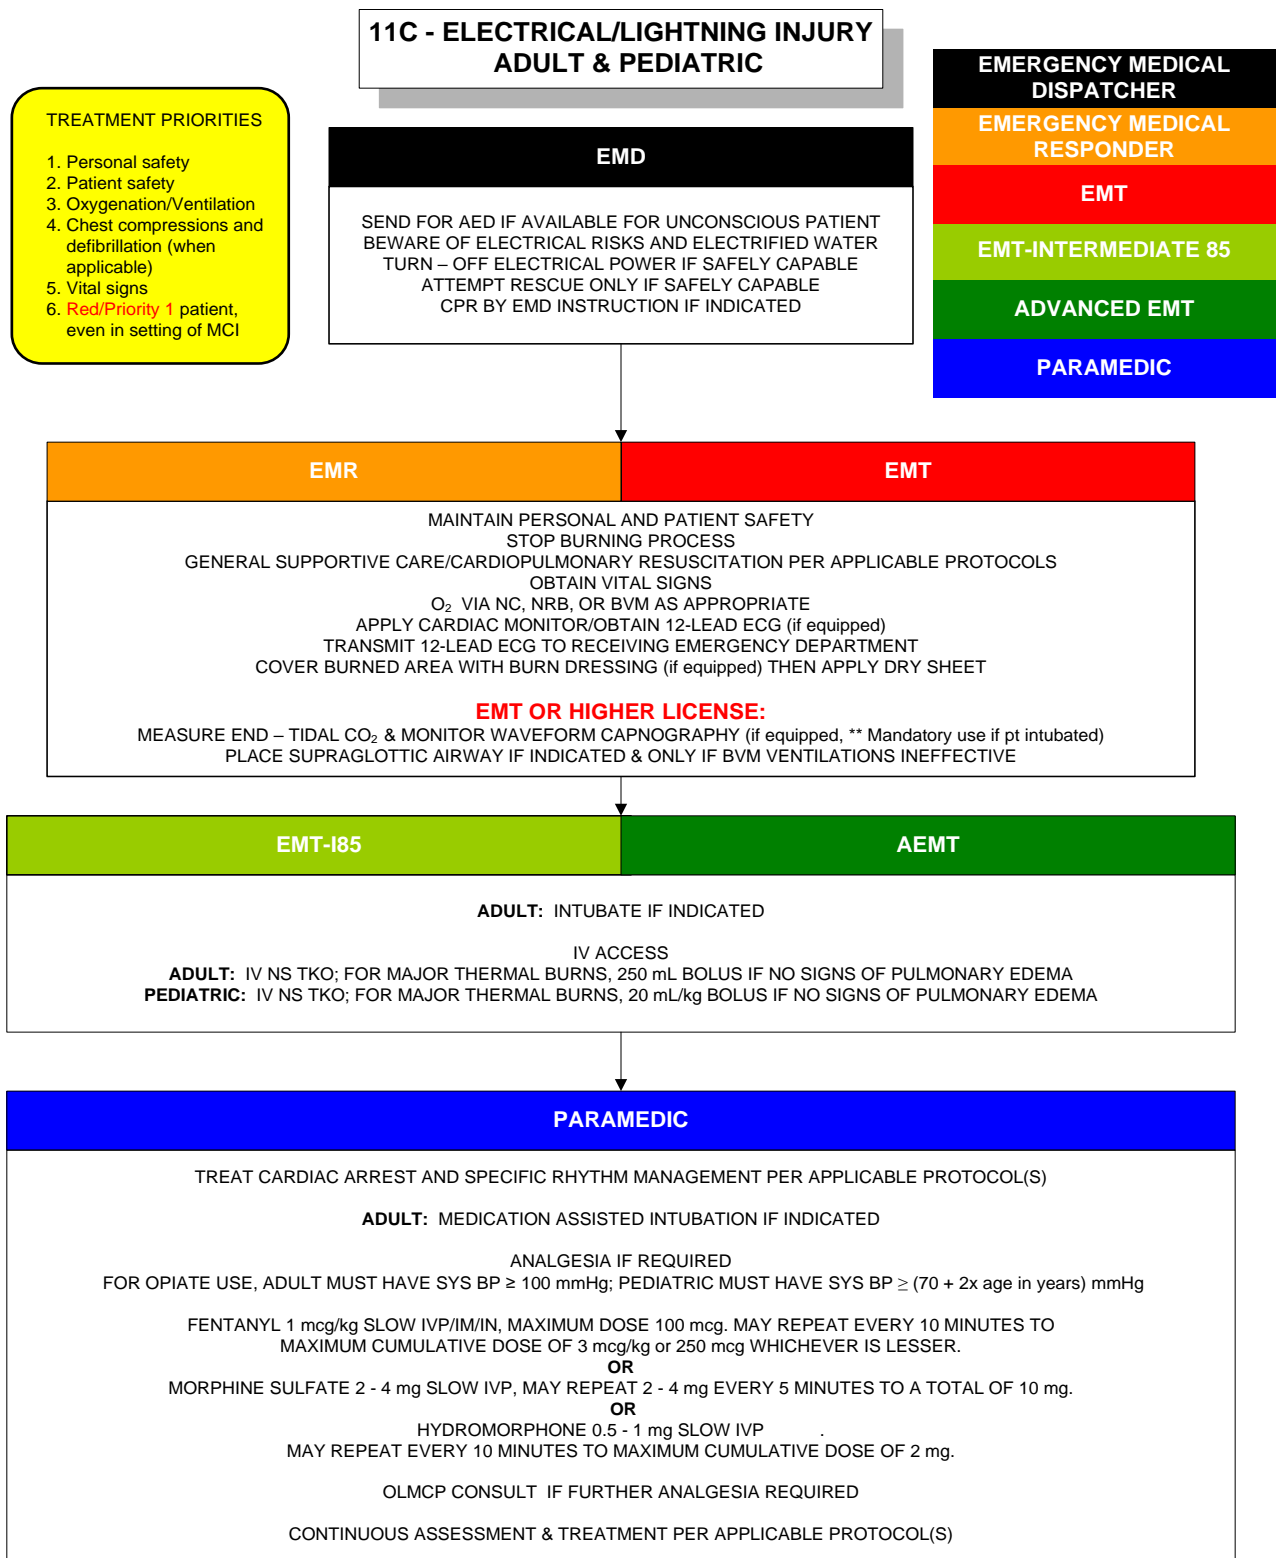 11C - ELECTRICAL/LIGHTNING INJURY
ADULT & PEDIATRIC
EMERGENCY MEDICAL
DISPATCHER
EMERGENCY MEDICAL
RESPONDER
EMT
EMT-INTERMEDIATE 85
ADVANCED EMT
PARAMEDIC
TREATMENT PRIORITIES
1. Personal safety
2. Patient safety
3. Oxygenation/Ventilation
4. Chest compressions and
defibrillation (when
applicable)
5. Vital signs
6. Red/Priority 1 patient,
even in setting of MCI
EMD
SEND FOR AED IF AVAILABLE FOR UNCONSCIOUS PATIENT
BEWARE OF ELECTRICAL RISKS AND ELECTRIFIED WATER
TURN – OFF ELECTRICAL POWER IF SAFELY CAPABLE
ATTEMPT RESCUE ONLY IF SAFELY CAPABLE
CPR BY EMD INSTRUCTION IF INDICATED
EMR
EMT
MAINTAIN PERSONAL AND PATIENT SAFETY
STOP BURNING PROCESS
GENERAL SUPPORTIVE CARE/CARDIOPULMONARY RESUSCITATION PER APPLICABLE PROTOCOLS
OBTAIN VITAL SIGNS
O₂ VIA NC, NRB, OR BVM AS APPROPRIATE
APPLY CARDIAC MONITOR/OBTAIN 12-LEAD ECG (if equipped)
TRANSMIT 12-LEAD ECG TO RECEIVING EMERGENCY DEPARTMENT
COVER BURNED AREA WITH BURN DRESSING (if equipped) THEN APPLY DRY SHEET
EMT OR HIGHER LICENSE:
MEASURE END – TIDAL CO₂ & MONITOR WAVEFORM CAPNOGRAPHY (if equipped, ** Mandatory use if pt intubated)
PLACE SUPRAGLOTTIC AIRWAY IF INDICATED & ONLY IF BVM VENTILATIONS INEFFECTIVE
EMT-I85
AEMT
ADULT: INTUBATE IF INDICATED
IV ACCESS
ADULT: IV NS TKO; FOR MAJOR THERMAL BURNS, 250 mL BOLUS IF NO SIGNS OF PULMONARY EDEMA
PEDIATRIC: IV NS TKO; FOR MAJOR THERMAL BURNS, 20 mL/kg BOLUS IF NO SIGNS OF PULMONARY EDEMA
PARAMEDIC
TREAT CARDIAC ARREST AND SPECIFIC RHYTHM MANAGEMENT PER APPLICABLE PROTOCOL(S)
ADULT: MEDICATION ASSISTED INTUBATION IF INDICATED
ANALGESIA IF REQUIRED
FOR OPIATE USE, ADULT MUST HAVE SYS BP ≥ 100 mmHg; PEDIATRIC MUST HAVE SYS BP ≥ (70 + 2x age in years) mmHg
FENTANYL 1 mcg/kg SLOW IVP/IM/IN, MAXIMUM DOSE 100 mcg. MAY REPEAT EVERY 10 MINUTES TO
MAXIMUM CUMULATIVE DOSE OF 3 mcg/kg or 250 mcg WHICHEVER IS LESSER.
OR
MORPHINE SULFATE 2 - 4 mg SLOW IVP, MAY REPEAT 2 - 4 mg EVERY 5 MINUTES TO A TOTAL OF 10 mg.
OR
HYDROMORPHONE 0.5 - 1 mg SLOW IVP .
MAY REPEAT EVERY 10 MINUTES TO MAXIMUM CUMULATIVE DOSE OF 2 mg.
OLMCP CONSULT IF FURTHER ANALGESIA REQUIRED
CONTINUOUS ASSESSMENT & TREATMENT PER APPLICABLE PROTOCOL(S)